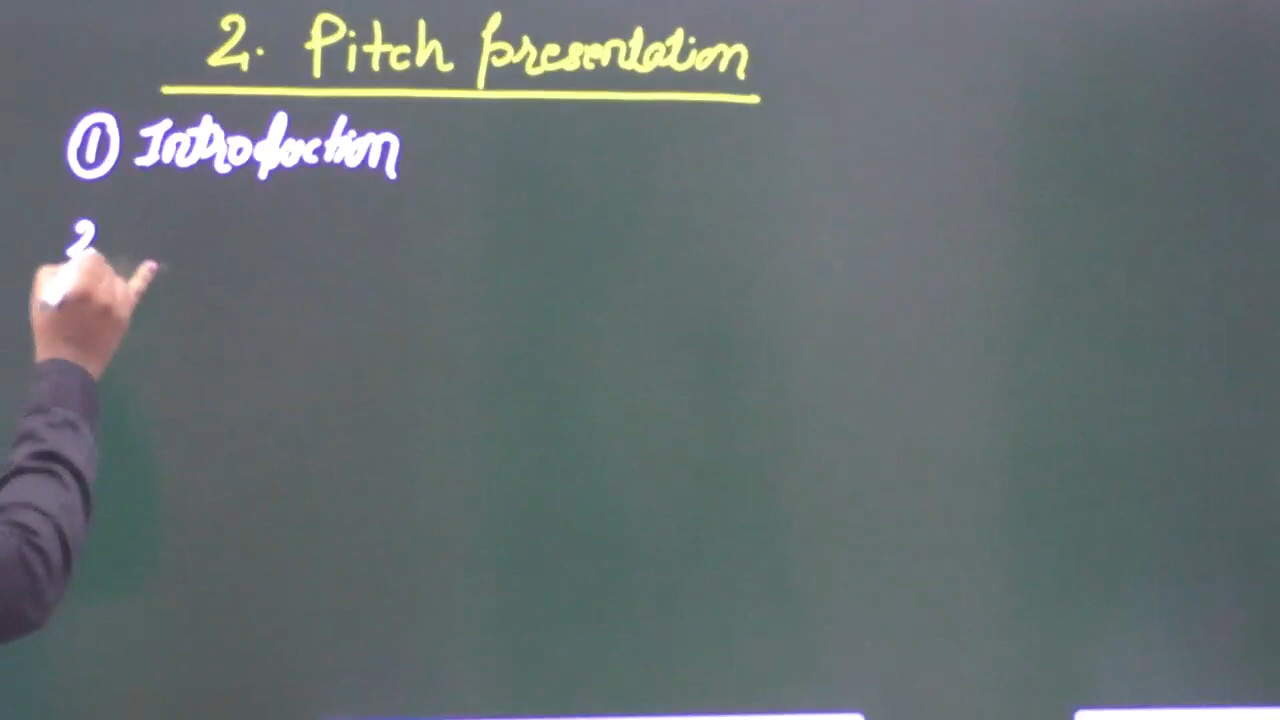 2. Pitch presentation
① Introduction
2